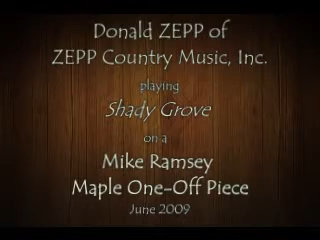 Donald ZEPP of
ZEPP Country Music, Inc.
playing
Shady Grove
on a
Mike Ramsey
Maple One-Off Piece
June 2009